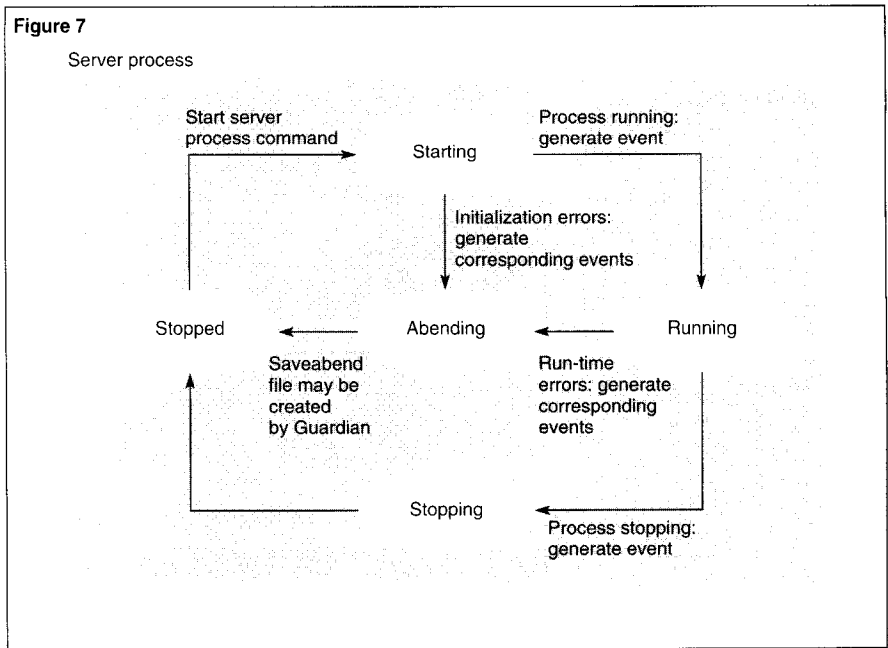 Figure 7
Server process
Start server
process command
Starting
Process running:
generate event
Initialization errors:
generate
corresponding events
Stopped
Abending
Running
Saveabend
file may be
created
by Guardian
Run-time
errors: generate
corresponding
events
Stopping
Process stopping:
generate event